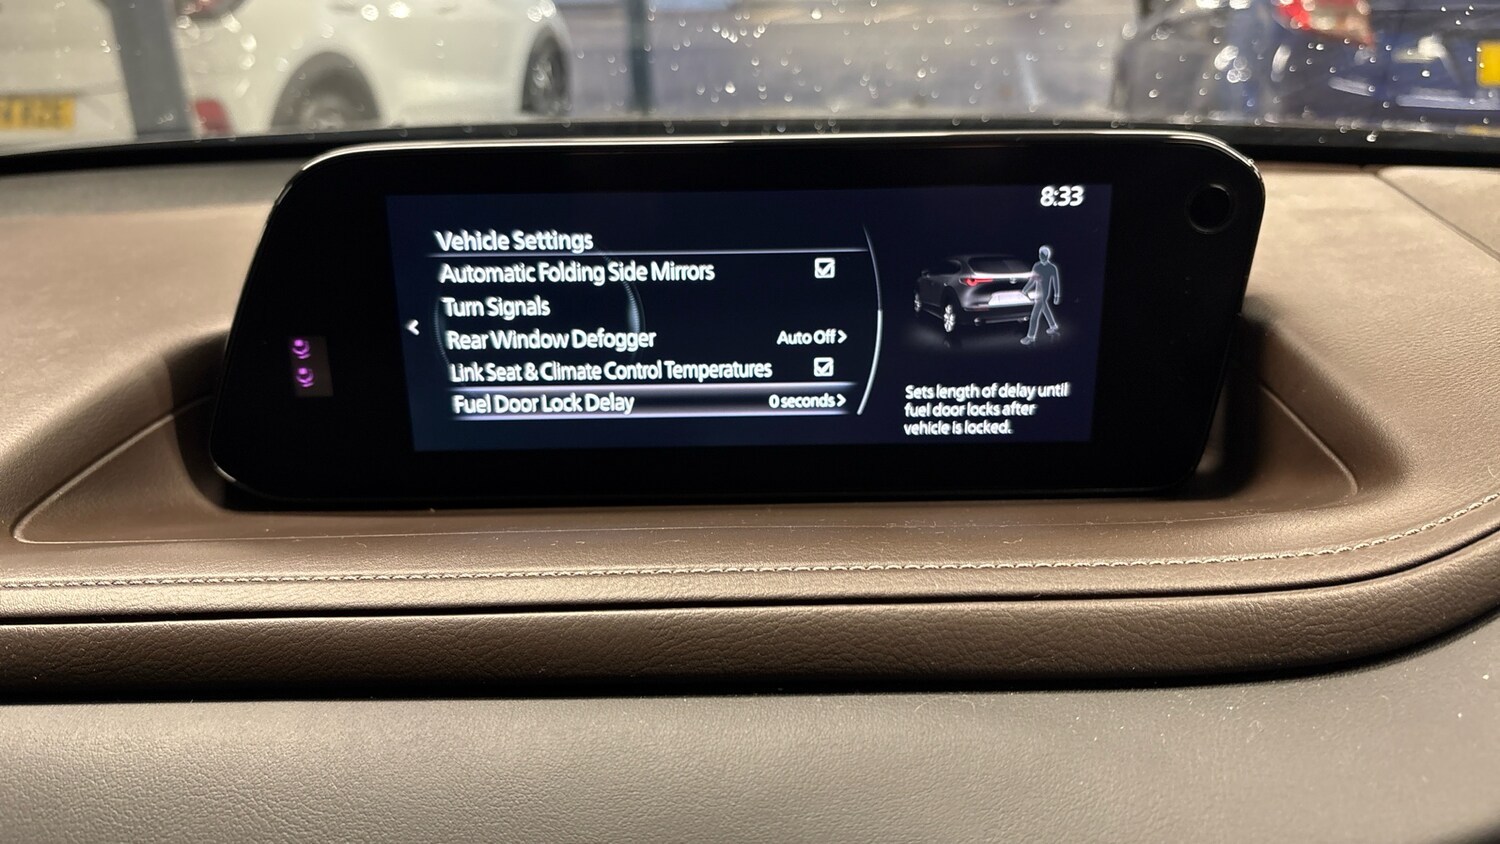 8:33
Vehicle Settings
Automatic Folding Side Mirrors
Turn Signals
Rear Window Defogger Auto Off >
Link Seat & Climate Control Temperatures
Fuel Door Lock Delay 0 seconds >
Sets length of delay until
fuel door locks after
vehicle is locked.